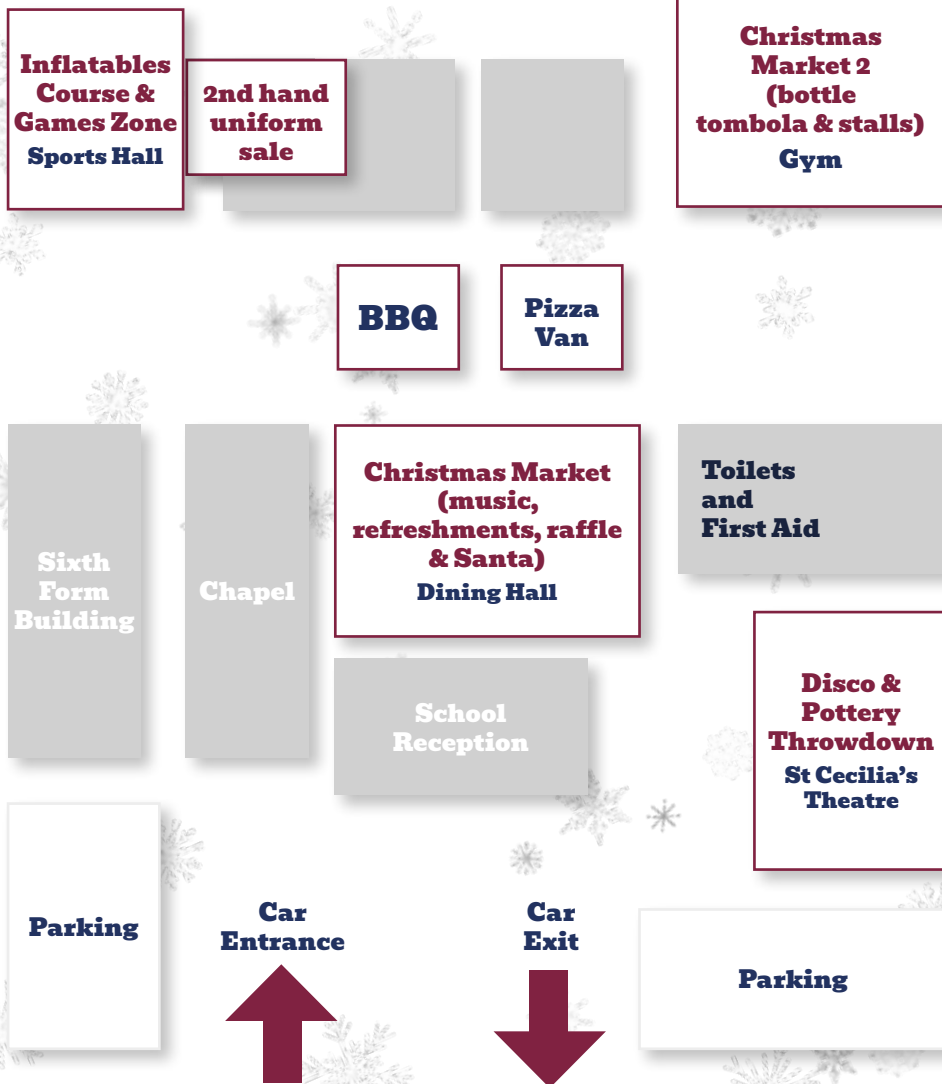 Inflatables
Course &
Games Zone
Sports Hall
2nd hand
uniform
sale
Christmas
Market 2
(bottle
tombola & stalls)
Gym
BBQ
Pizza
Van
Sixth
Form
Building
Chapel
Christmas Market
(music,
refreshments, raffle
& Santa)
Dining Hall
Toilets
and
First Aid
School
Reception
Disco &
Pottery
Throwdown
St Cecilia's
Theatre
Parking
Car
Entrance
Car
Exit
Parking